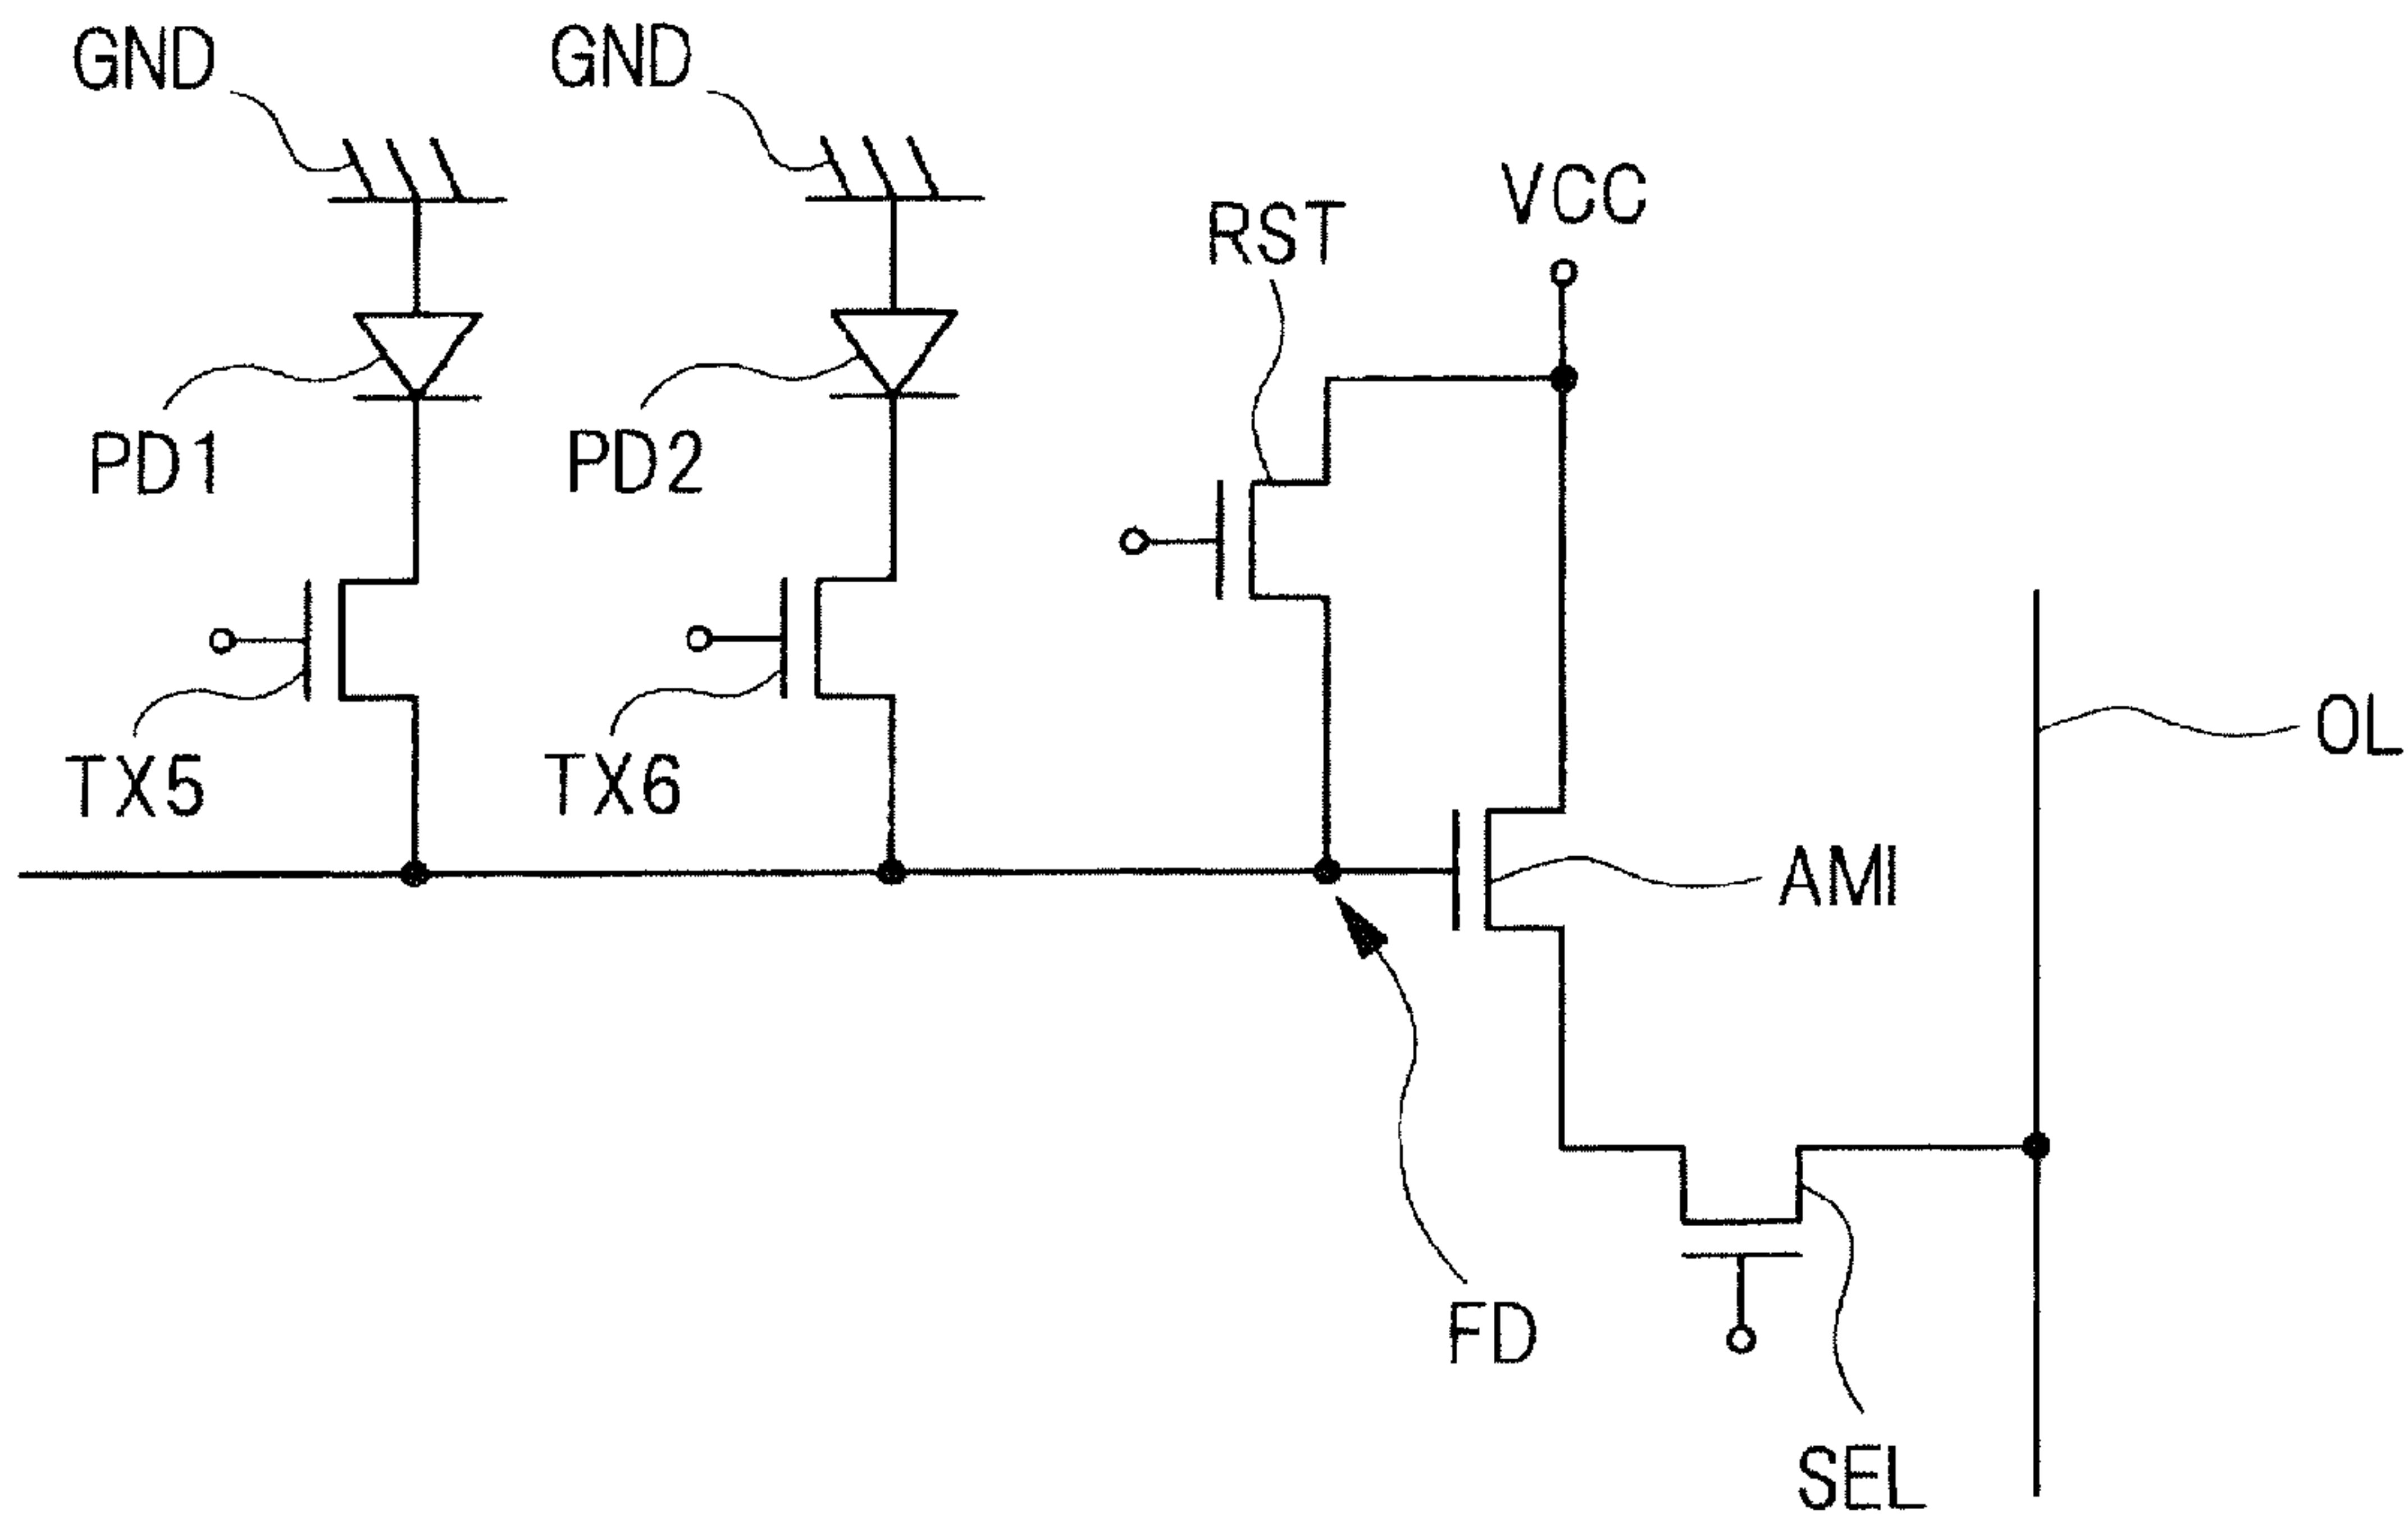 GND
GND
VCC
RST
PD1
PD2
OL
TX5
TX6
AMI
FD
SEL